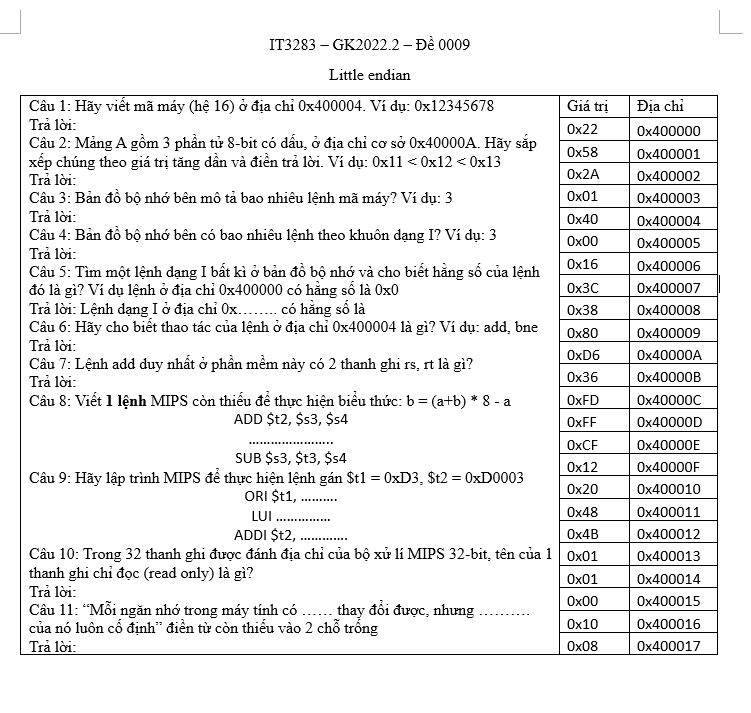 IT3283 – GK2022.2 – Đề 0009
Little endian
Câu 1: Hãy viết mã máy (hệ 16) ở địa chỉ 0x400004. Ví dụ: 0x12345678
Trả lời:
Câu 2: Mảng A gồm 3 phần tử 8-bit có dấu, ở địa chỉ cơ sở 0x40000A. Hãy sắp
xếp chúng theo giá trị tăng dần và điền trả lời. Ví dụ: 0x11 < 0x12 < 0x13
Trả lời:
Câu 3: Bản đồ bộ nhớ bên mô tả bao nhiêu lệnh mã máy? Ví dụ: 3
Trả lời:
Câu 4: Bản đồ bộ nhớ bên có bao nhiêu lệnh theo khuôn dạng I? Ví dụ: 3
Trả lời:
Câu 5: Tìm một lệnh dạng I bất kì ở bản đồ bộ nhớ và cho biết hằng số của lệnh
đó là gì? Ví dụ lệnh ở địa chỉ 0x400000 có hằng số là 0x0
Trả lời: Lệnh dạng I ở địa chỉ 0x…….. có hằng số là
Câu 6: Hãy cho biết thao tác của lệnh ở địa chỉ 0x400004 là gì? Ví dụ: add, bne
Trả lời:
Câu 7: Lệnh add duy nhất ở phần mềm này có 2 thanh ghi rs, rt là gì?
Trả lời:
Câu 8: Viết 1 lệnh MIPS còn thiếu để thực hiện biểu thức: b = (a+b) * 8 - a
ADD $t2, $s3, $s4
……………………
SUB $s3, $t3, $s4
Câu 9: Hãy lập trình MIPS để thực hiện lệnh gán $t1 = 0xD3, $t2 = 0xD0003
ORI $t1, ……….
LUI ……………
ADDI $t2, ………….
Câu 10: Trong 32 thanh ghi được đánh địa chỉ của bộ xử lí MIPS 32-bit, tên của 1
thanh ghi chỉ đọc (read only) là gì?
Trả lời:
Câu 11: “Mỗi ngăn nhớ trong máy tính có …… thay đổi được, nhưng ……….
của nó luôn cố định” điền từ còn thiếu vào 2 chỗ trống
Trả lời:
Giá trị Địa chỉ
0x22 0x400000
0x58 0x400001
0x2A 0x400002
0x01 0x400003
0x40 0x400004
0x00 0x400005
0x16 0x400006
0x3C 0x400007
0x38 0x400008
0x80 0x400009
0xD6 0x40000A
0x36 0x40000B
0xFD 0x40000C
0xFF 0x40000D
0xCF 0x40000E
0x12 0x40000F
0x20 0x400010
0x48 0x400011
0x4B 0x400012
0x01 0x400013
0x01 0x400014
0x00 0x400015
0x10 0x400016
0x08 0x400017